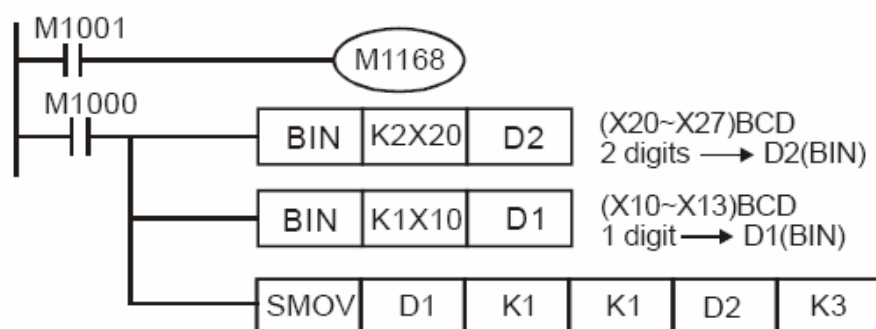 M1001
M1168
M1000
BIN K2X20 D2 (X20~X27)BCD
2 digits → D2(BIN)
BIN K1X10 D1 (X10~X13)BCD
1 digit → D1(BIN)
SMOV D1 K1 K1 D2 K3